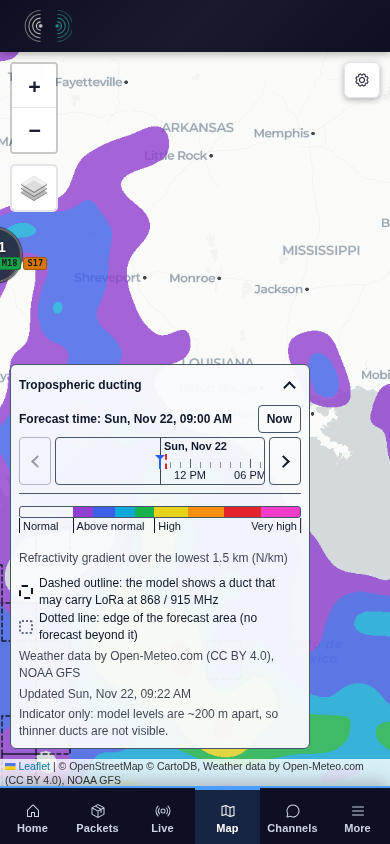 +
Fayetteville
−
ARKANSAS
Memphis
Little Rock
MISSISSIPPI
1
M18 S17
Shreveport
Monroe
Jackson
LOUISIANA
Mobi
Tropospheric ducting
Forecast time: Sun, Nov 22, 09:00 AM
Now
Sun, Nov 22
12 PM
06 PM
Normal
Above normal
High
Very high
Refractivity gradient over the lowest 1.5 km (N/km)
Dashed outline: the model shows a duct that
may carry LoRa at 868 / 915 MHz
Dotted line: edge of the forecast area (no
forecast beyond it)
Weather data by Open-Meteo.com (CC BY 4.0),
NOAA GFS
Updated Sun, Nov 22, 09:22 AM
Indicator only: model levels are ~200 m apart, so
thinner ducts are not visible.
Leaflet | © OpenStreetMap © CartoDB, Weather data by Open-Meteo.com
(CC BY 4.0), NOAA GFS
Home
Packets
Live
Map
Channels
More